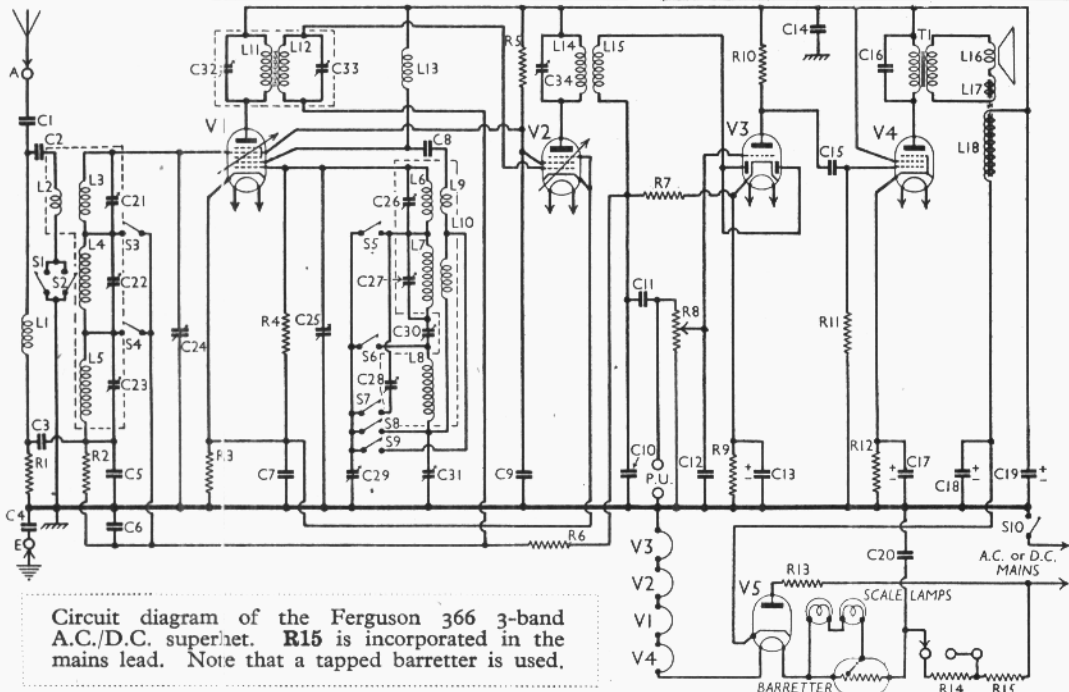 L11
L12
C32
C33
L13
R5
L14
L15
C34
R10
C14
C16
T1
L16
L17
L18
A
C1
C2
V1
V2
V3
V4
C8
C15
L2
L3
C21
L6
C26
L9
L10
R7
S3
S5
L4
L7
S1
S2
C22
C27
C11
R8
L1
C24
R4
C25
C30
R11
S4
S6
L8
L5
C23
C28
S7
S8
S9
C3
R1
R2
C5
R3
C7
C29
C31
C9
C10
P.U.
C12
R9
C13
R12
C17
C18
C19
+
-
C4
C6
E
R6
S10
A.C. or D.C.
MAINS
C20
V3
V2
V1
V4
V5
R13
SCALE LAMPS
R14
R15
BARRETTER
Circuit diagram of the Ferguson 366 3-band
A.C./D.C. superhet. R15 is incorporated in the
mains lead. Note that a tapped barretter is used.